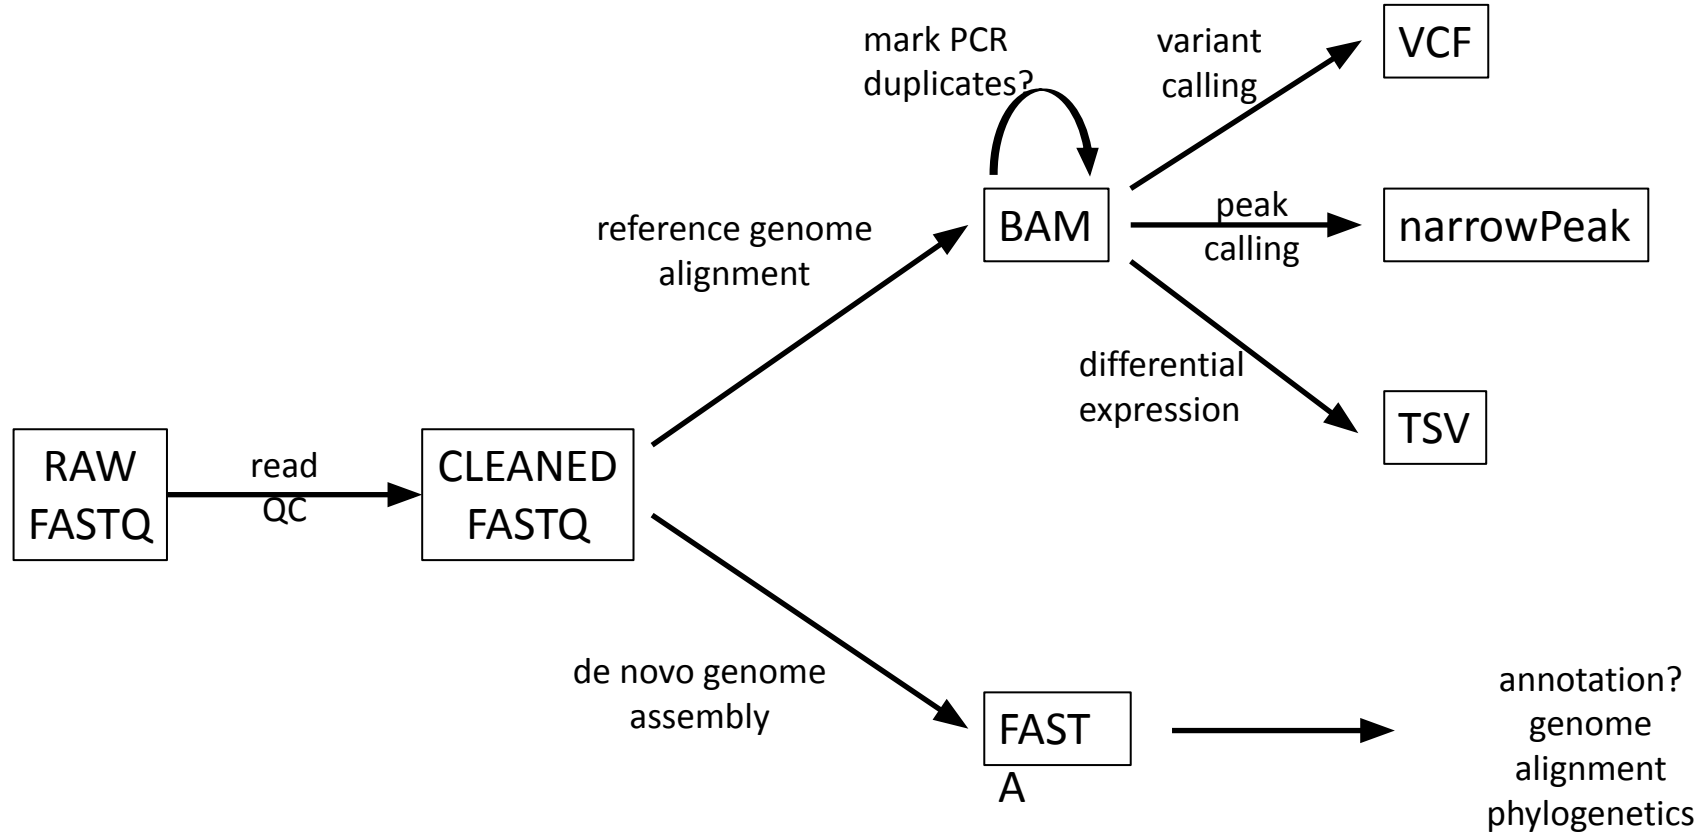 mark PCR
duplicates?
variant
calling
VCF
reference genome
alignment
BAM
peak
calling
narrowPeak
differential
expression
TSV
RAW
FASTQ
read
QC
CLEANED
FASTQ
de novo genome
assembly
FAST
A
annotation?
genome
alignment
phylogenetics